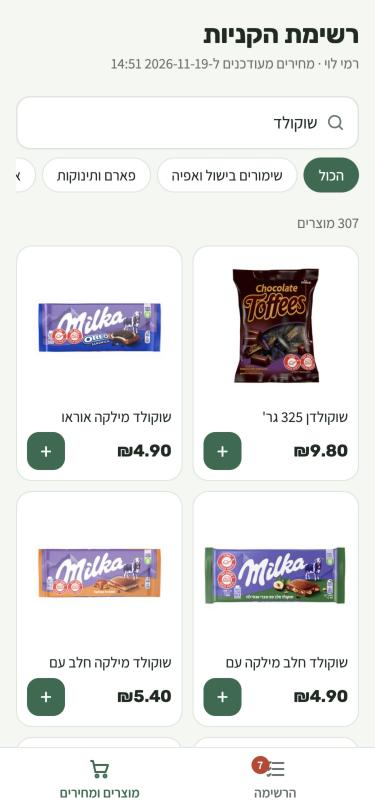 רשימת הקניות
רמי לוי · מחירים מעודכנים ל-2026-11-19 14:51
שוקולד
הכול
שימורים בישול ואפיה
פארם ותינוקות
307 מוצרים
Chocolate
Toffees
שוקולדן 325 גר'
₪9.80
+
Milka
OREO
שוקולד מילקה אוראו
₪4.90
+
Milka
שוקולד חלב מילקה עם
₪4.90
+
Milka
שוקולד מילקה חלב עם
₪5.40
+
7
הרשימה
מוצרים ומחירים